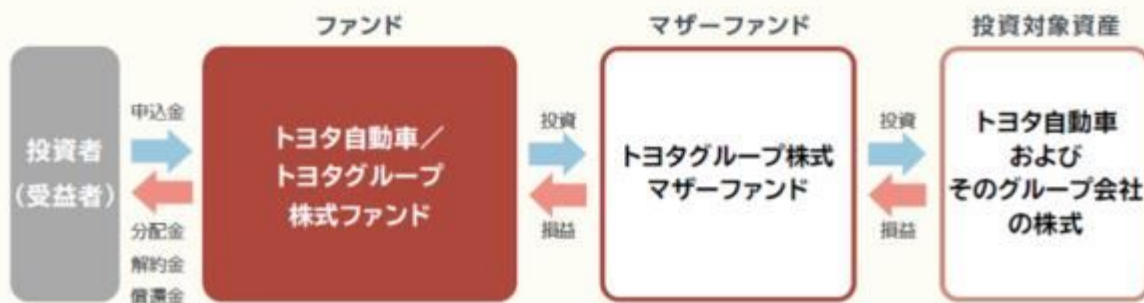 ファンド
マザーファンド
投資対象資産
投資者
(受益者)
申込金
分配金
解約金
償還金
トヨタ自動車／
トヨタグループ
株式ファンド
投資
損益
トヨタグループ株式
マザーファンド
投資
損益
トヨタ自動車
および
そのグループ会社
の株式